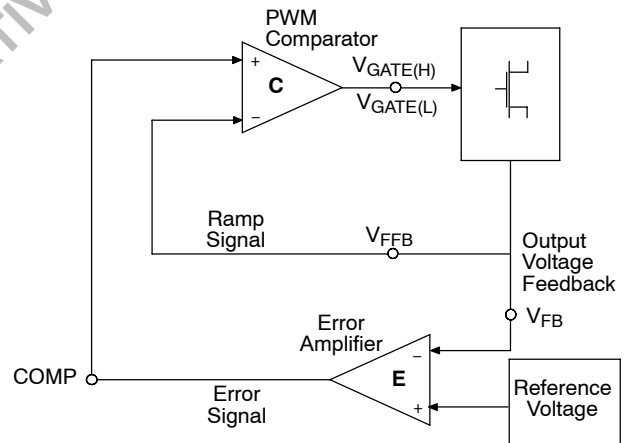 PWM
Comparator
+
C
−
VGATE(H)
VGATE(L)
Ramp
Signal
VFFB
Output
Voltage
Feedback
VFB
Error
Amplifier
−
E
+
COMP
Error
Signal
Reference
Voltage